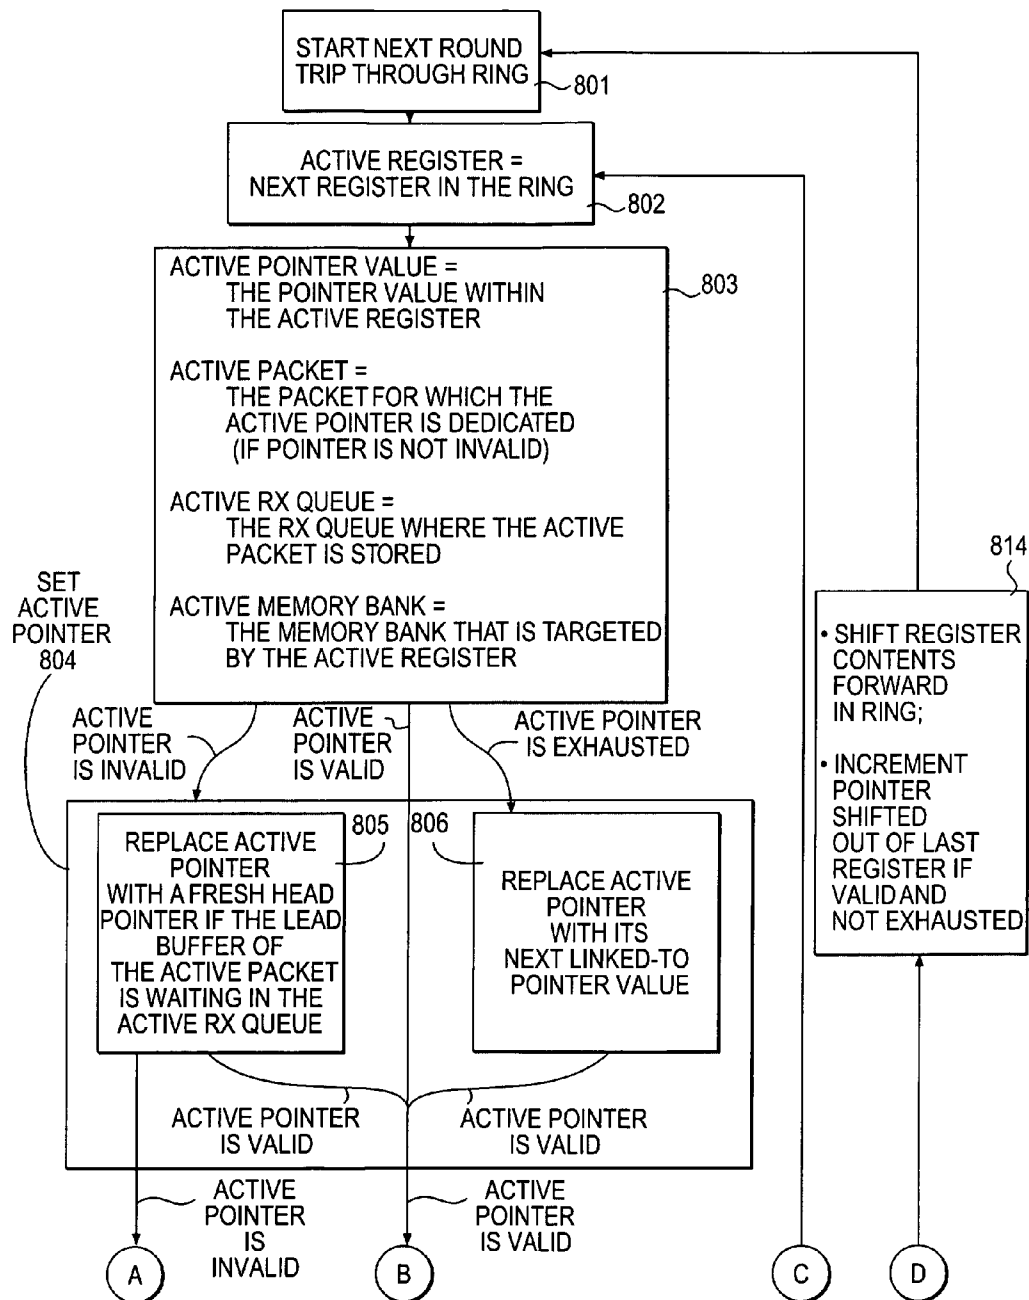 START NEXT ROUND
TRIP THROUGH RING
801
ACTIVE REGISTER =
NEXT REGISTER IN THE RING
802
ACTIVE POINTER VALUE =
THE POINTER VALUE WITHIN
THE ACTIVE REGISTER
803
ACTIVE PACKET =
THE PACKET FOR WHICH THE
ACTIVE POINTER IS DEDICATED
(IF POINTER IS NOT INVALID)
ACTIVE RX QUEUE =
THE RX QUEUE WHERE THE ACTIVE
PACKET IS STORED
ACTIVE MEMORY BANK =
THE MEMORY BANK THAT IS TARGETED
BY THE ACTIVE REGISTER
SET
ACTIVE
POINTER
804
814
• SHIFT REGISTER
CONTENTS
FORWARD
IN RING;
• INCREMENT
POINTER
SHIFTED
OUT OF LAST
REGISTER IF
VALID AND
NOT EXHAUSTED
ACTIVE
POINTER
IS INVALID
ACTIVE
POINTER
IS VALID
ACTIVE POINTER
IS EXHAUSTED
805
REPLACE ACTIVE
POINTER
WITH A FRESH HEAD
POINTER IF THE LEAD
BUFFER OF
THE ACTIVE PACKET
IS WAITING IN THE
ACTIVE RX QUEUE
806
REPLACE ACTIVE
POINTER
WITH ITS
NEXT LINKED-TO
POINTER VALUE
ACTIVE POINTER
IS VALID
ACTIVE POINTER
IS VALID
ACTIVE
POINTER
IS
INVALID
ACTIVE
POINTER
IS VALID
A
B
C
D